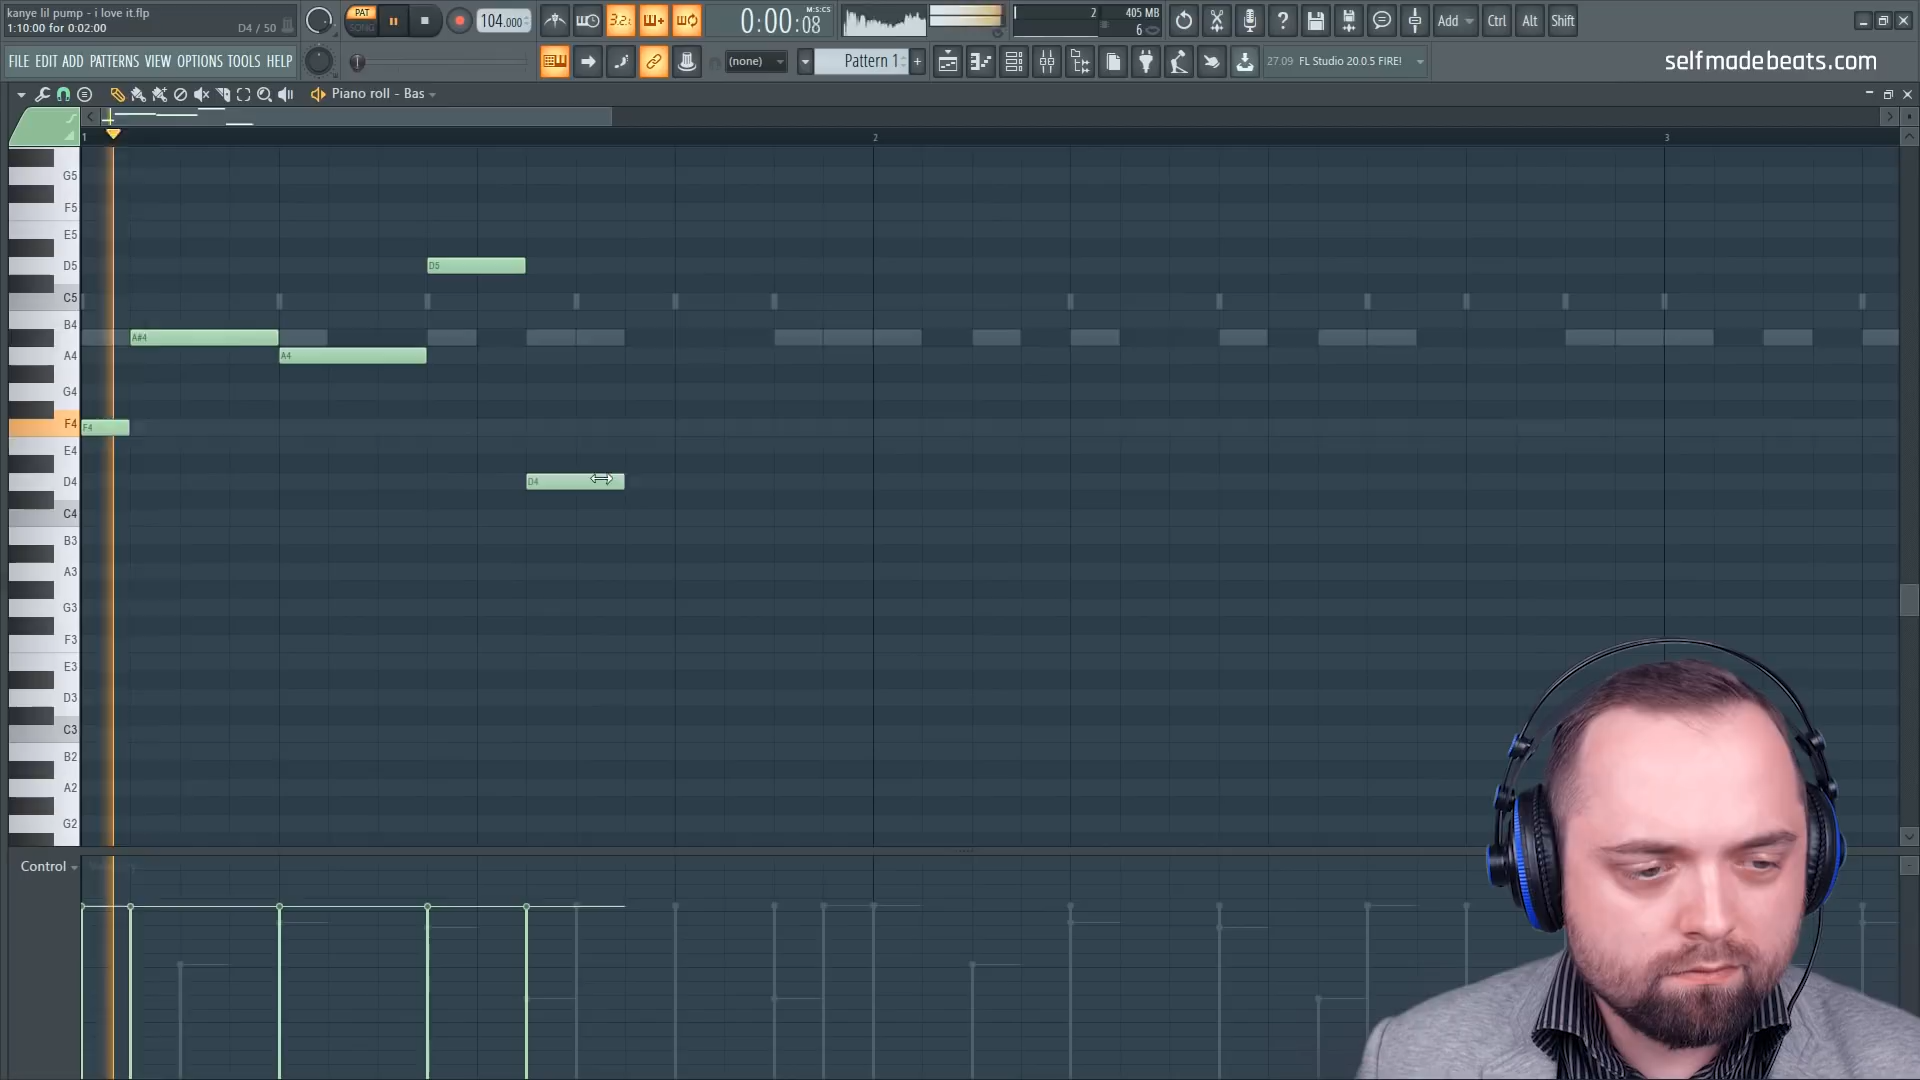 kanye lil pump - i love it.flp
1:10:00 for 0:02:00
D4 / 50
PAT
SONG
104.000
3.2.
0:00:08
M:S:CS
2
405 MB
6
Add
Ctrl
Alt
Shift
FILE EDIT ADD PATTERNS VIEW OPTIONS TOOLS HELP
(none)
Pattern 1
+
27.09 FL Studio 20.0.5 FIRE!
selfmadebeats.com
Piano roll - Bas
1
2
3
G5
F5
E5
D5
D5
C5
B4
A#4
A4
A4
G4
F4
F4
E4
D4
D4
C4
B3
A3
G3
F3
E3
D3
C3
B2
A2
G2
Control